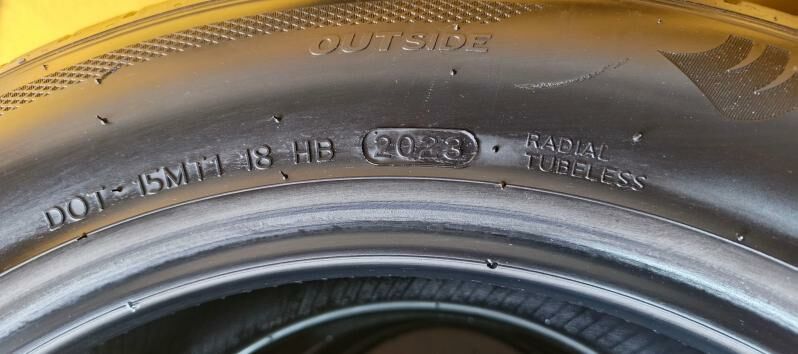 OUTSIDE
DOT 15MT1 18 HB 2023
RADIAL
TUBELESS